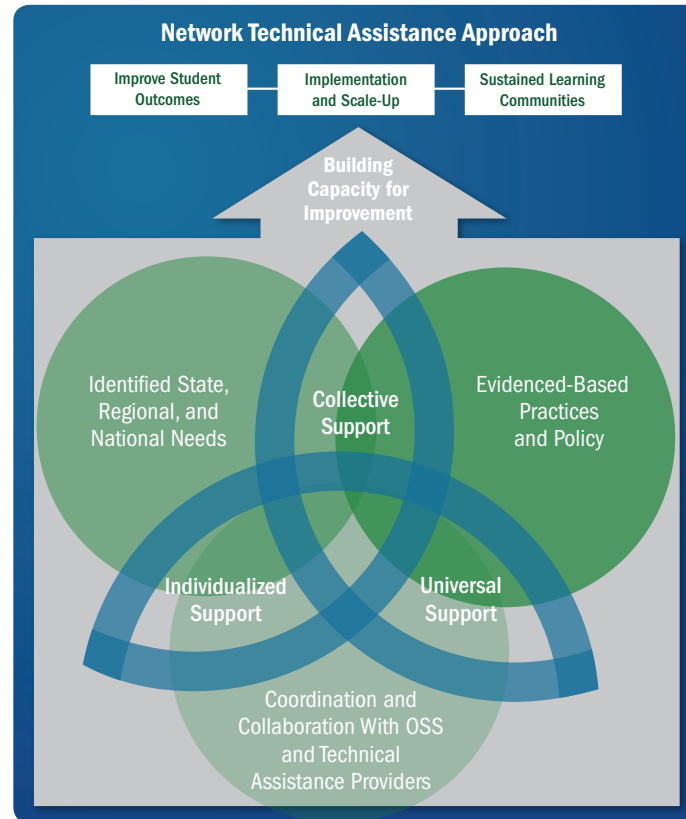 Network Technical Assistance Approach
Improve Student
Outcomes
Implementation
and Scale-Up
Sustained Learning
Communities
Building
Capacity for
Improvement
Identified State,
Regional, and
National Needs
Collective
Support
Evidenced-Based
Practices
and Policy
Individualized
Support
Universal
Support
Coordination and
Collaboration With OSS
and Technical
Assistance Providers